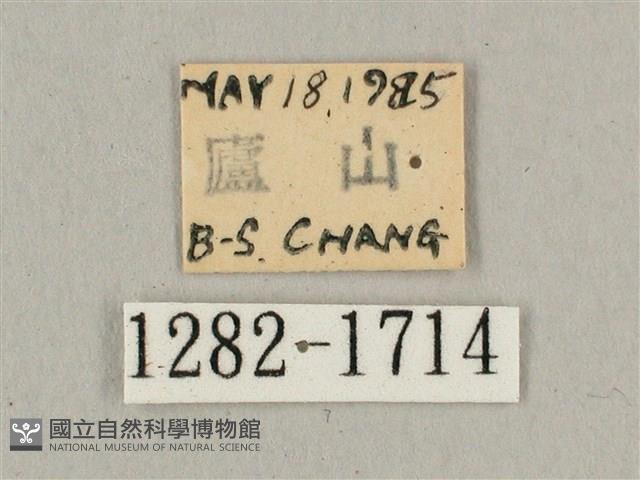 MAY 18, 1985
廬 山
B-S. CHANG
1282-1714
國立自然科學博物館
NATIONAL MUSEUM OF NATURAL SCIENCE